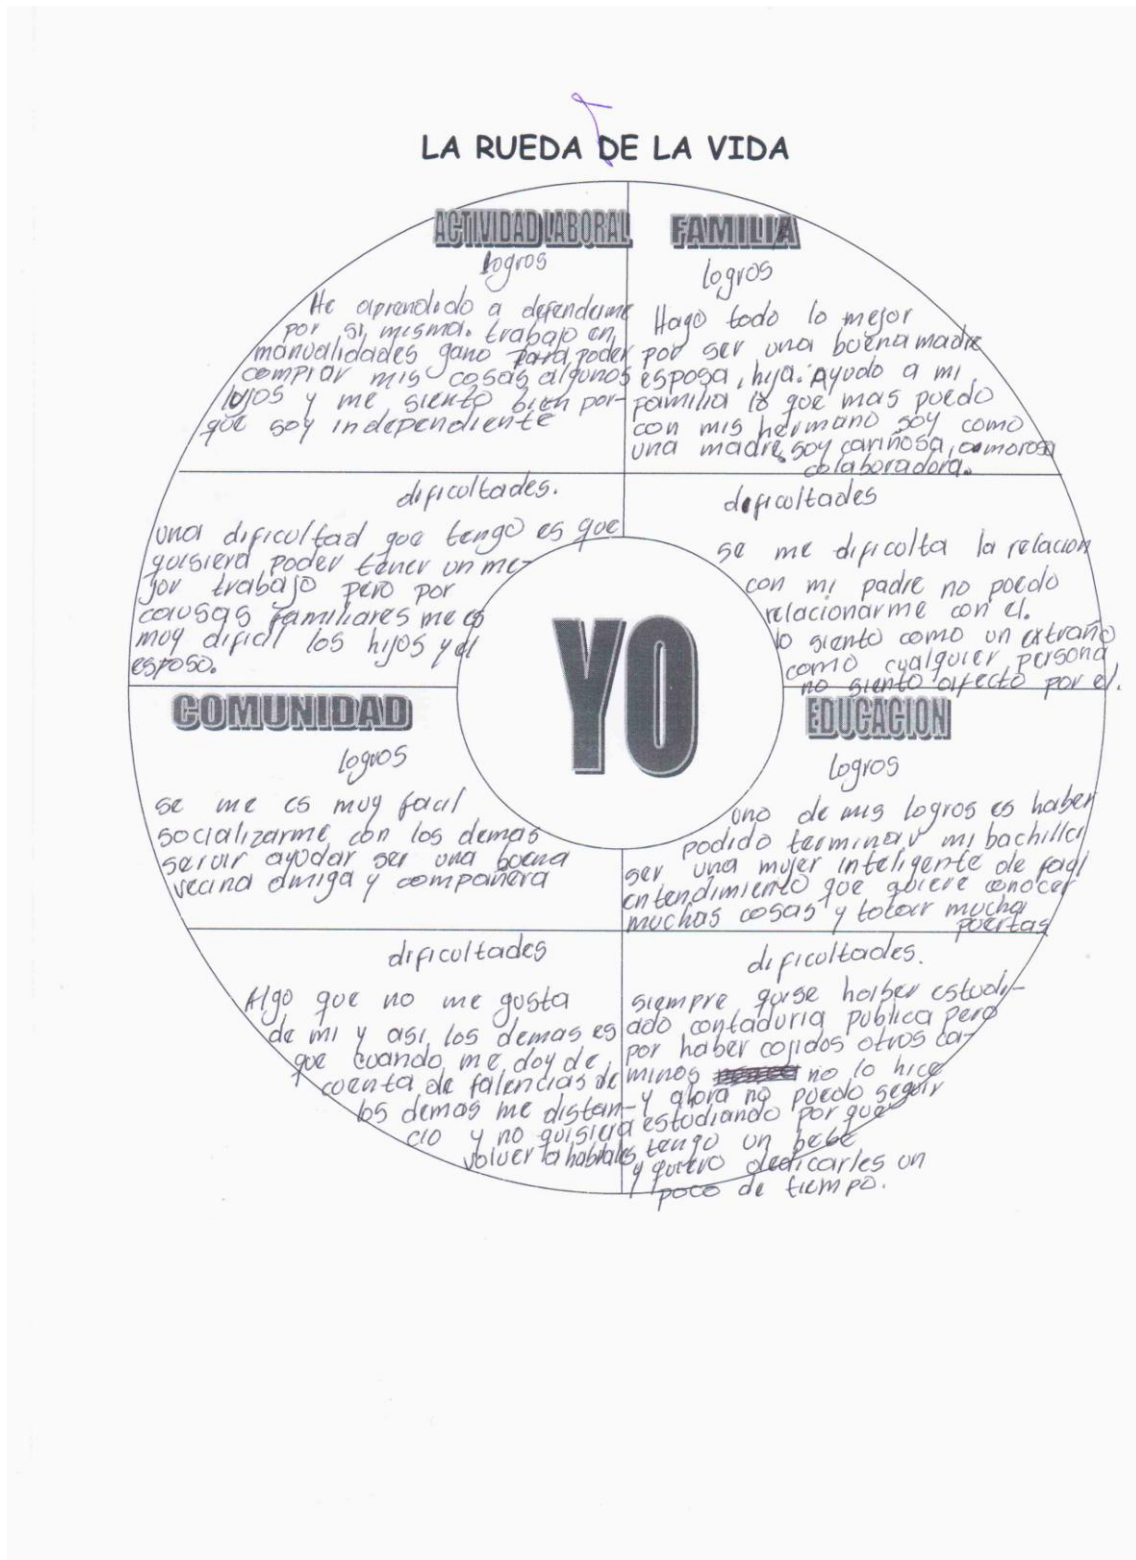 LA RUEDA DE LA VIDA
ACTIVIDAD LABORAL
logros
He aprendido a defenderme
por si, misma. trabajo en
manualidades gano para poder
comprar mis cosas algunos
lujos y me siento bien por-
que soy independiente
dificultades.
una dificultad que tengo es que
quisiera poder tener un me-
jor trabajo pero por
causas familiares me es
muy dificil los hijos y el
esposo.
FAMILIA
logros
Hago todo lo mejor
por ser una buena madre
esposa, hija. Ayudo a mi
familia lo que mas puedo
con mis hermano soy como
una madre, soy cariñosa, amorosa
colaboradora.
dificultades
se me dificulta la relacion
con mi padre no puedo
relacionarme con el.
lo siento como un extraño
como cualquier persona
no siento afecto por el.
YO
COMUNIDAD
logros
se me es muy facil
socializarme con los demas
servir ayudar ser una buena
vecina amiga y compañera
dificultades
Algo que no me gusta
de mi y asi los demas es
que cuando me doy de
cuenta de falencias de
los demas me distan-
cio y no quisiera
volver a hablales
EDUCACION
logros
uno de mis logros es haber
podido terminar mi bachiller
ser una mujer inteligente de facil
entendimiento que quiere conocer
muchas cosas y tocar mucha
puertas
dificultades.
siempre quise haber estudi-
ado contaduria publica pero
por haber cojidos otros ca-
minos no lo hice
y ahora no puedo seguir
estudiando por que
tengo un bebe
y quiero dedicarles un
poco de tiempo.